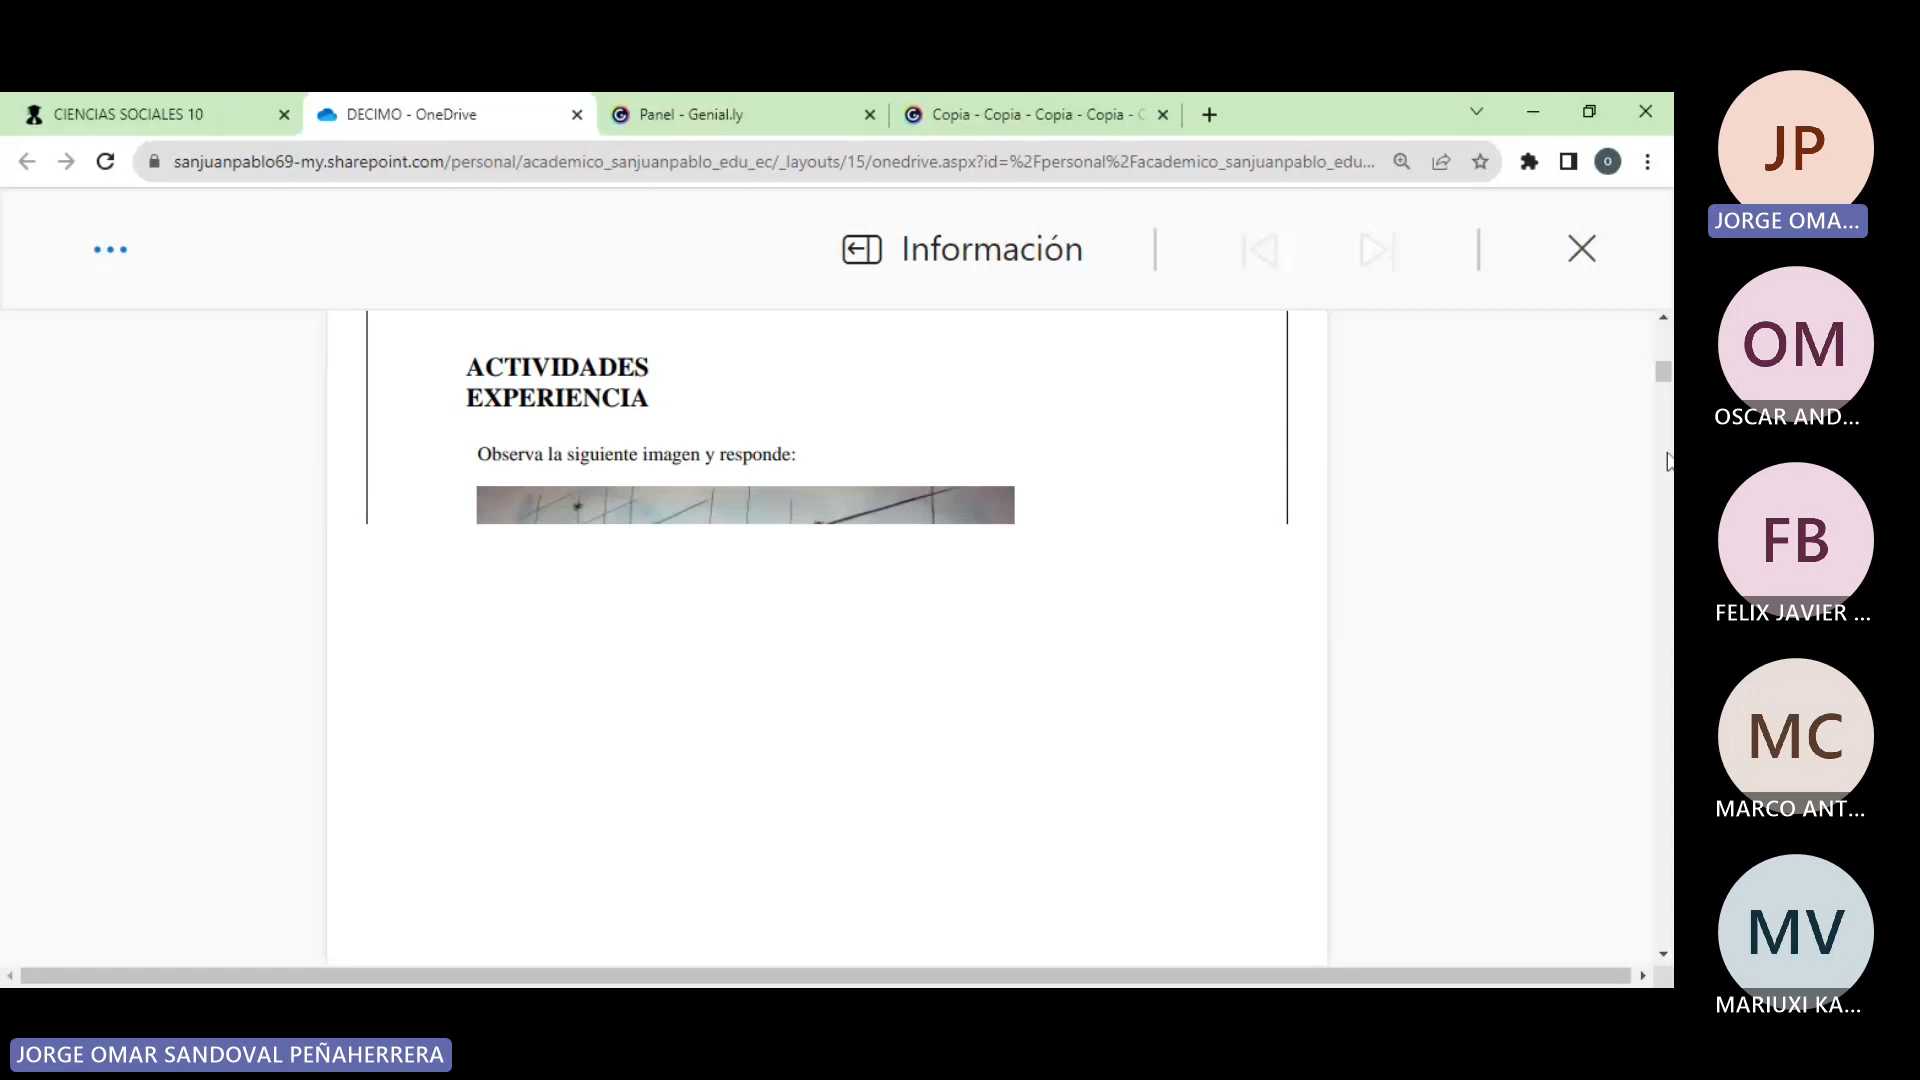 CIENCIAS SOCIALES 10
DECIMO - OneDrive
Panel - Genial.ly
Copia - Copia - Copia - Copia - C
sanjuanpablo69-my.sharepoint.com/personal/academico_sanjuanpablo_edu_ec/_layouts/15/onedrive.aspx?id=%2Fpersonal%2Facademico_sanjuanpablo_edu...
O
Información
ACTIVIDADES
EXPERIENCIA
Observa la siguiente imagen y responde:
JP
JORGE OMA...
OM
OSCAR AND...
FB
FELIX JAVIER ...
MC
MARCO ANT...
MV
MARIUXI KA...
JORGE OMAR SANDOVAL PEÑAHERRERA